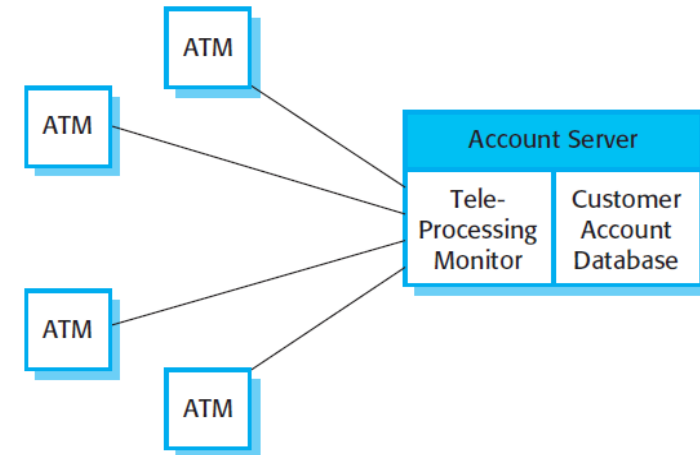 ATM
ATM
Account Server
Tele-
Processing
Monitor
Customer
Account
Database
ATM
ATM